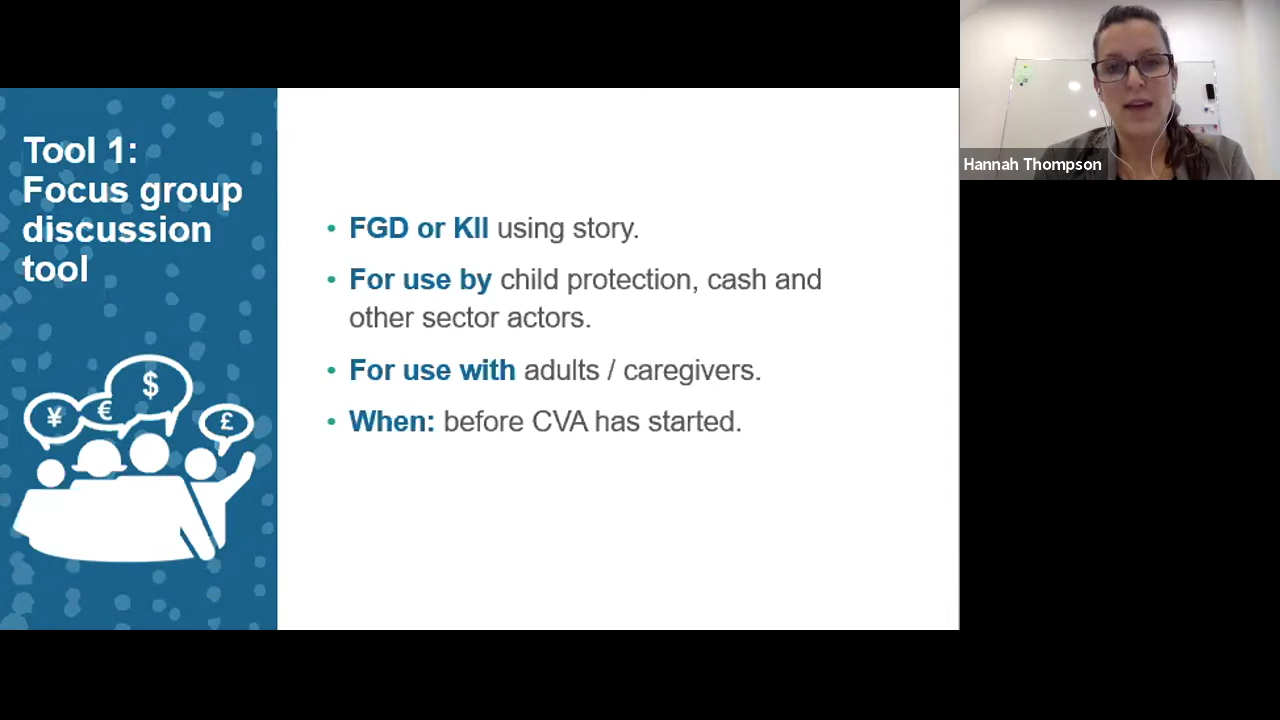 Tool 1:
Focus group
discussion
tool
¥
€
$
£
• FGD or KII using story.
• For use by child protection, cash and
other sector actors.
• For use with adults / caregivers.
• When: before CVA has started.
Hannah Thompson